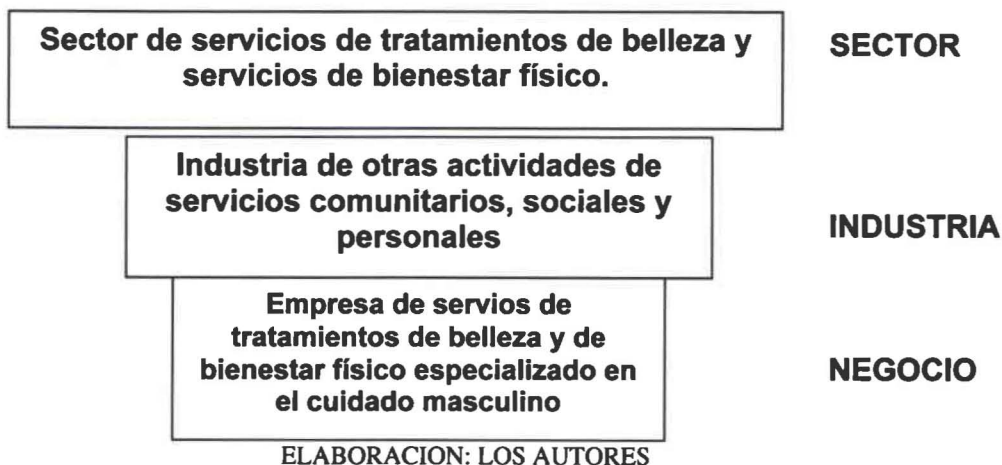 Sector de servicios de tratamientos de belleza y
servicios de bienestar físico.
SECTOR
Industria de otras actividades de
servicios comunitarios, sociales y
personales
INDUSTRIA
Empresa de servios de
tratamientos de belleza y de
bienestar físico especializado en
el cuidado masculino
NEGOCIO
ELABORACION: LOS AUTORES